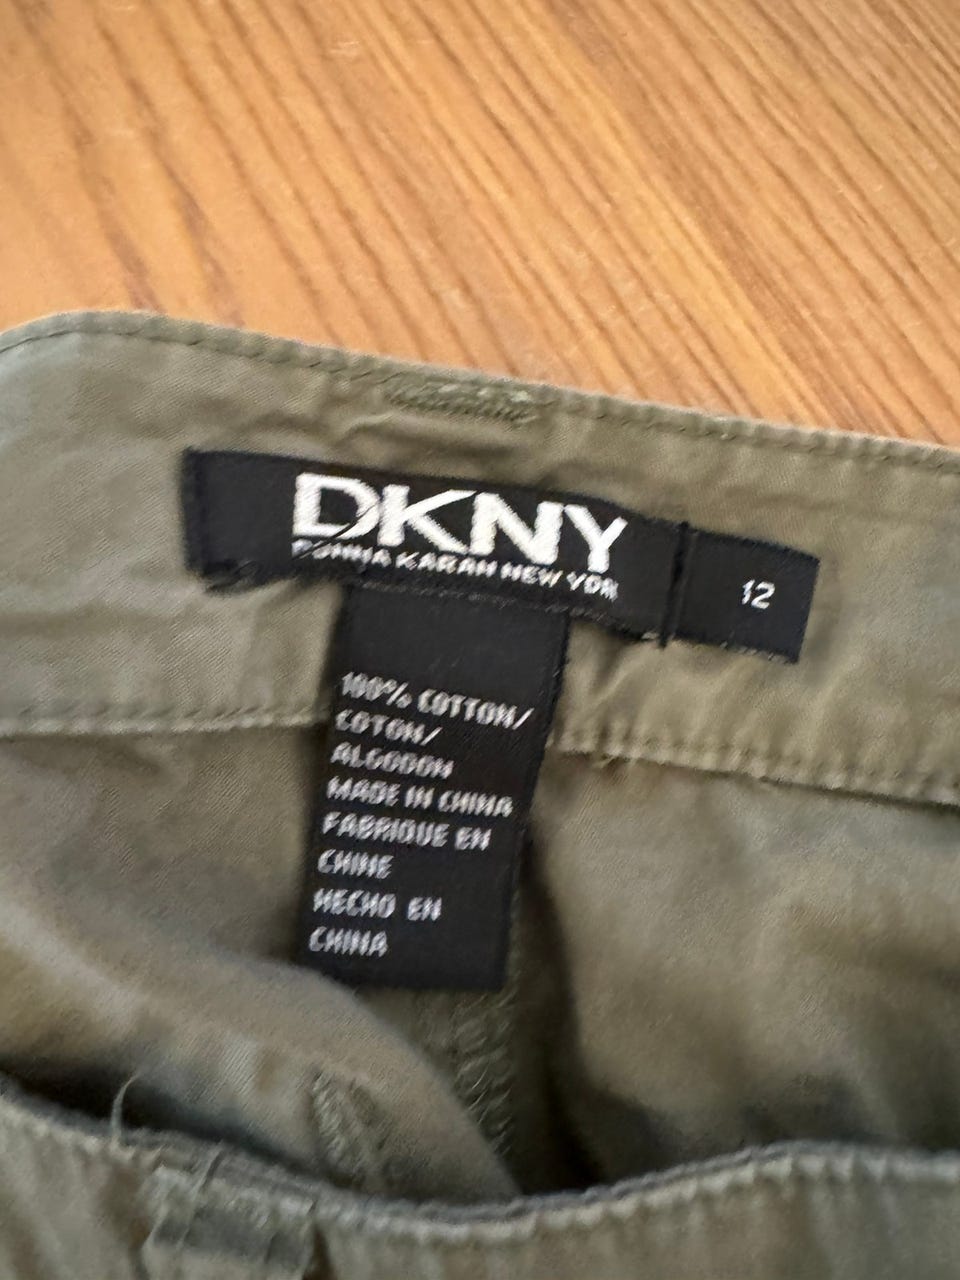 DKNY
DONNA KARAN NEW YORK
12
100% COTTON/
COTON/
ALGODON
MADE IN CHINA
FABRIQUE EN
CHINE
HECHO EN
CHINA